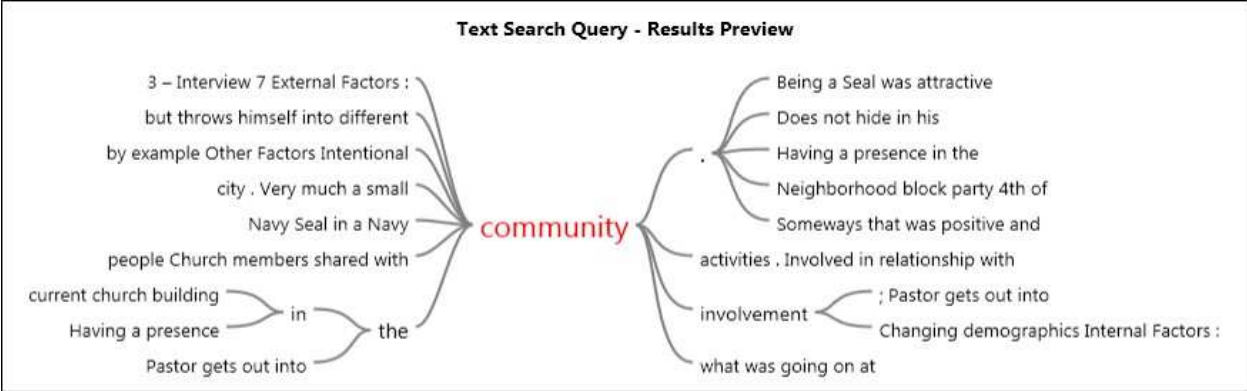 Text Search Query - Results Preview
3 – Interview 7 External Factors :
but throws himself into different
by example Other Factors Intentional
city . Very much a small
Navy Seal in a Navy
people Church members shared with
current church building
Having a presence
in
Pastor gets out into
the
community
.
Being a Seal was attractive
Does not hide in his
Having a presence in the
Neighborhood block party 4th of
Someways that was positive and
activities . Involved in relationship with
involvement
; Pastor gets out into
Changing demographics Internal Factors :
what was going on at